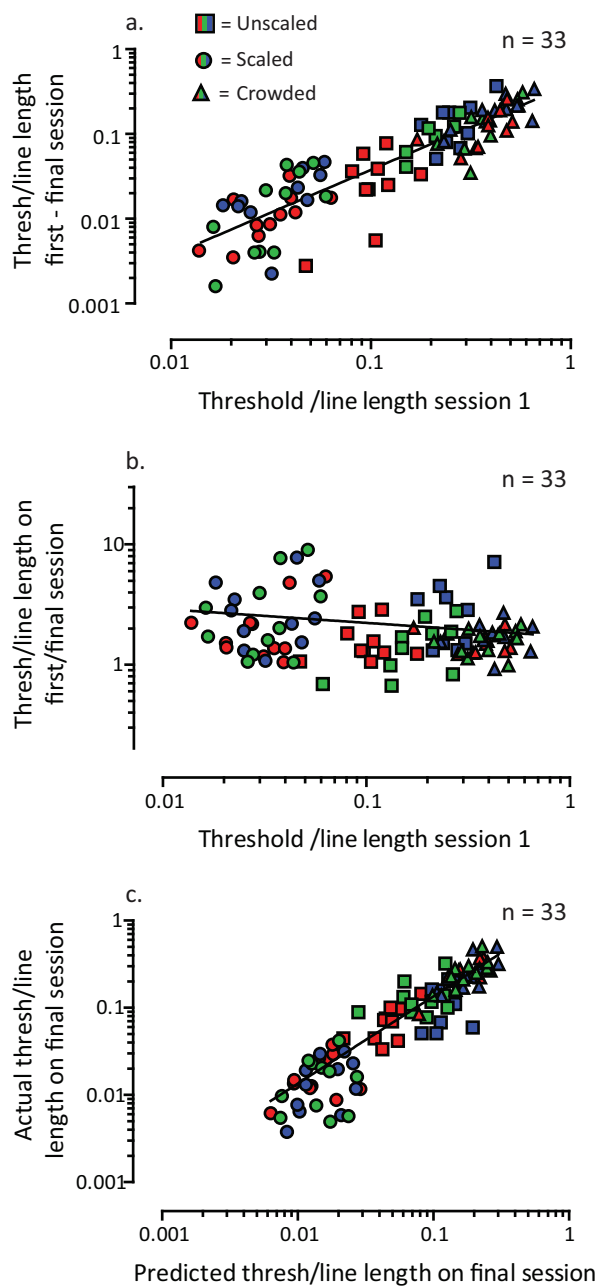 a.
= Unscaled
= Scaled
= Crowded
n = 33
Thresh/line length
first - final session
1
0.1
0.01
0.001
0.01
0.1
1
Threshold /line length session 1
b.
n = 33
Thresh/line length on
first/final session
10
1
0.01
0.1
1
Threshold /line length session 1
c.
n = 33
Actual thresh/line
length on final session
1
0.1
0.01
0.001
0.001
0.01
0.1
1
Predicted thresh/line length on final session